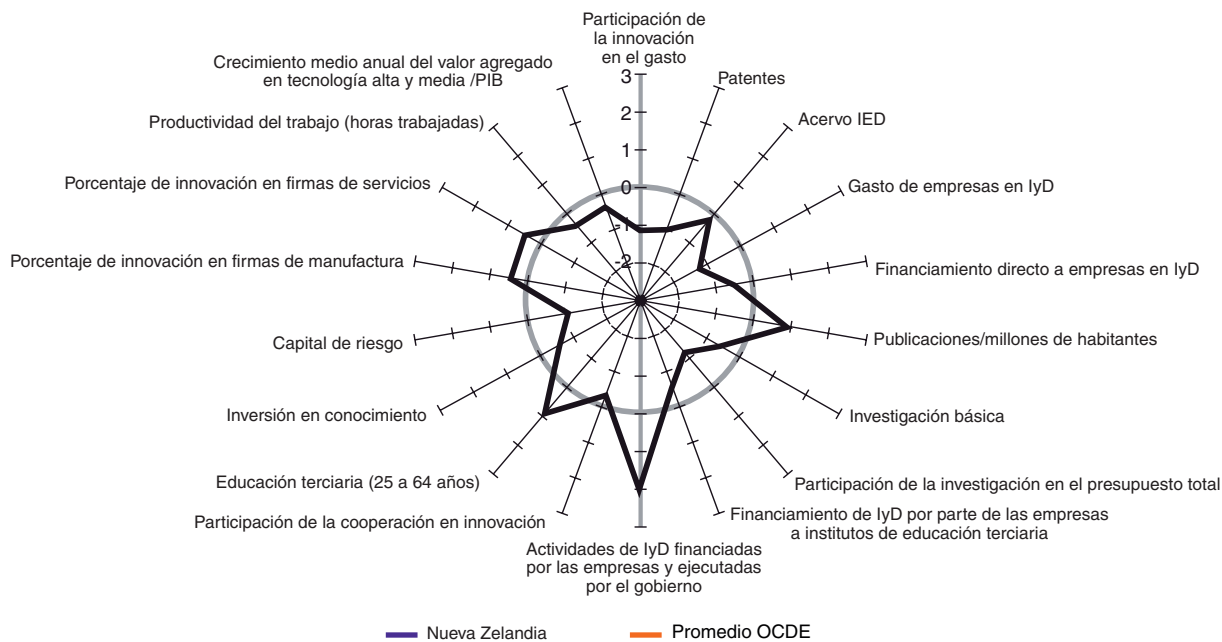 Participación de
la innovación
en el gasto
Crecimiento medio anual del valor agregado
en tecnología alta y media /PIB
Patentes
Productividad del trabajo (horas trabajadas)
Acervo IED
Porcentaje de innovación en firmas de servicios
Gasto de empresas en IyD
Porcentaje de innovación en firmas de manufactura
Financiamiento directo a empresas en IyD
3
2
1
0
-1
-2
Capital de riesgo
Publicaciones/millones de habitantes
Inversión en conocimiento
Investigación básica
Educación terciaria (25 a 64 años)
Participación de la investigación en el presupuesto total
Participación de la cooperación en innovación
Financiamiento de IyD por parte de las empresas
a institutos de educación terciaria
Actividades de IyD financiadas
por las empresas y ejecutadas
por el gobierno
Nueva Zelandia
Promedio OCDE